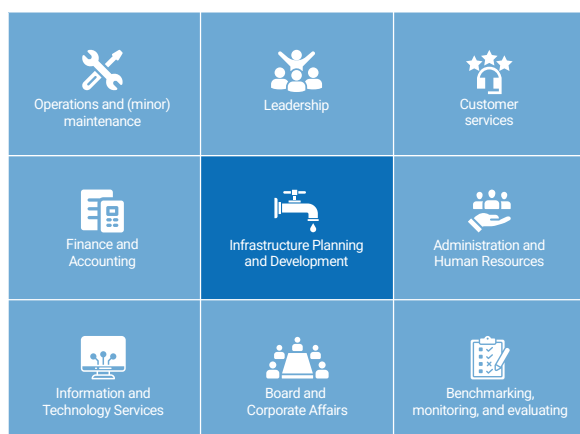 Operations and (minor)
maintenance
Leadership
Customer
services
Finance and
Accounting
Infrastructure Planning
and Development
Administration and
Human Resources
Information and
Technology Services
Board and
Corporate Affairs
Benchmarking,
monitoring, and evaluating